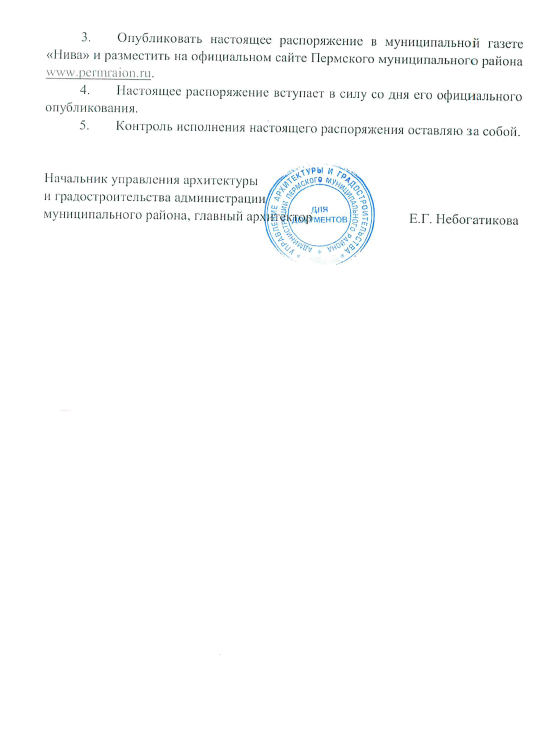 3. Опубликовать настоящее распоряжение в муниципальной газете
«Нива» и разместить на официальном сайте Пермского муниципального района
www.permraion.ru.
4. Настоящее распоряжение вступает в силу со дня его официального
опубликования.
5. Контроль исполнения настоящего распоряжения оставляю за собой.
Начальник управления архитектуры
и градостроительства администрации
муниципального района, главный архитектор
Е.Г. Небогатикова
УПРАВЛЕНИЕ АРХИТЕКТУРЫ И ГРАДОСТРОИТЕЛЬСТВА
АДМИНИСТРАЦИИ ПЕРМСКОГО МУНИЦИПАЛЬНОГО РАЙОНА
ДЛЯ
ДОКУМЕНТОВ